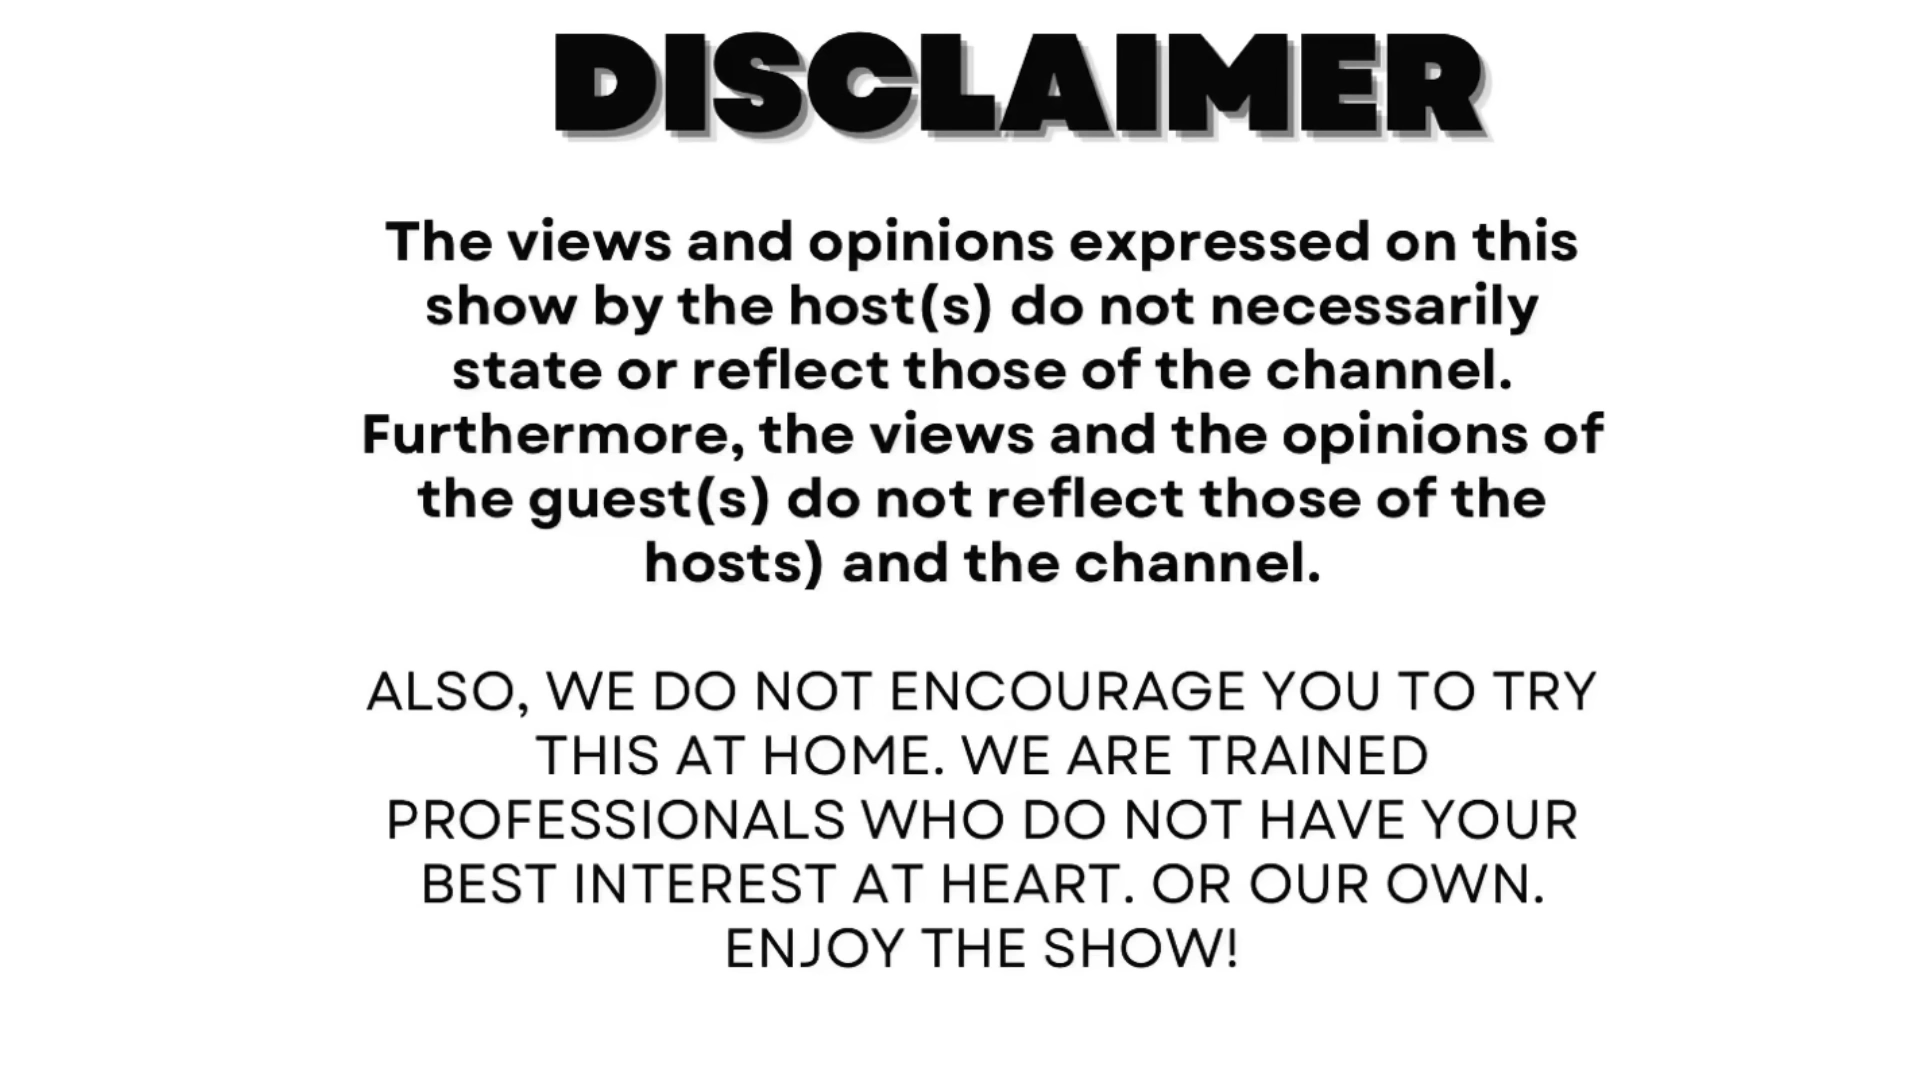 DISCLAIMER
The views and opinions expressed on this
show by the host(s) do not necessarily
state or reflect those of the channel.
Furthermore, the views and the opinions of
the guest(s) do not reflect those of the
hosts) and the channel.
ALSO, WE DO NOT ENCOURAGE YOU TO TRY
THIS AT HOME. WE ARE TRAINED
PROFESSIONALS WHO DO NOT HAVE YOUR
BEST INTEREST AT HEART. OR OUR OWN.
ENJOY THE SHOW!